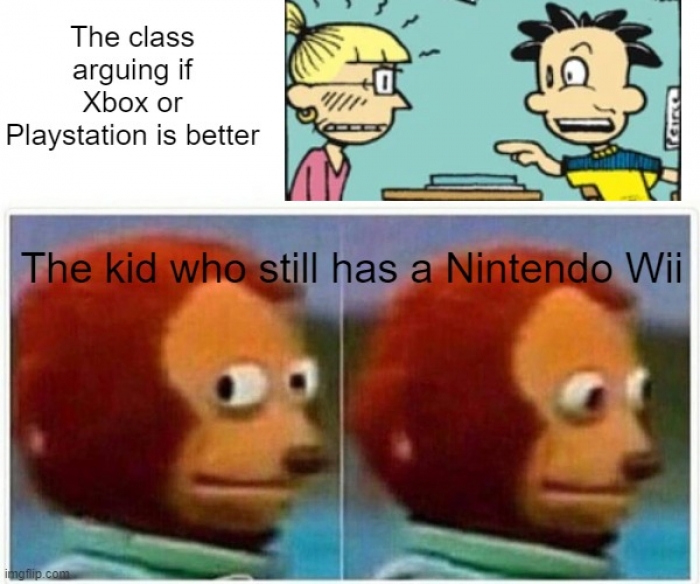 The class
arguing if
Xbox or
Playstation is better
The kid who still has a Nintendo Wii
imgflip.com